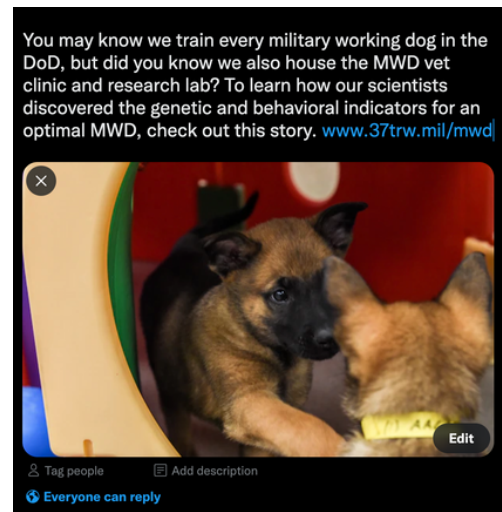 You may know we train every military working dog in the
DoD, but did you know we also house the MWD vet
clinic and research lab? To learn how our scientists
discovered the genetic and behavioral indicators for an
optimal MWD, check out this story. www.37trw.mil/mwd
Edit
Tag people
Add description
Everyone can reply